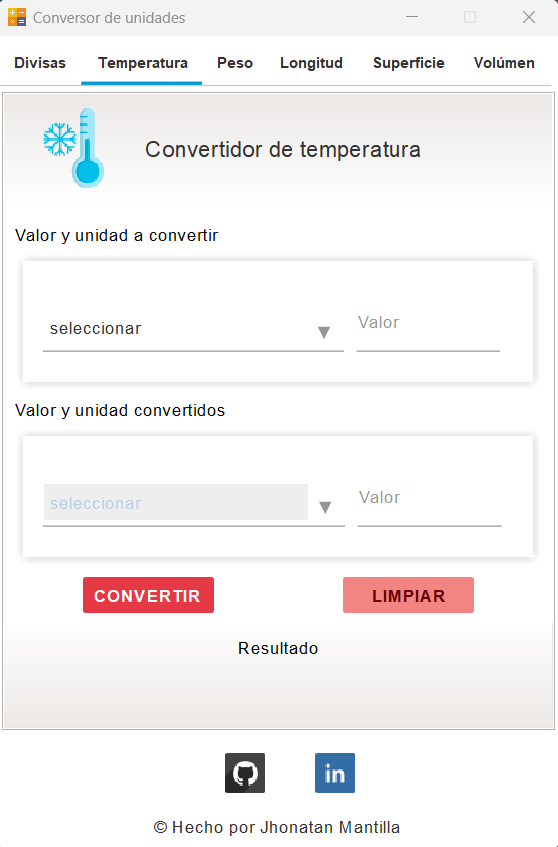 Conversor de unidades
Divisas Temperatura Peso Longitud Superficie Volúmen
Convertidor de temperatura
Valor y unidad a convertir
seleccionar Valor
Valor y unidad convertidos
seleccionar Valor
CONVERTIR LIMPIAR
Resultado
in
© Hecho por Jhonatan Mantilla